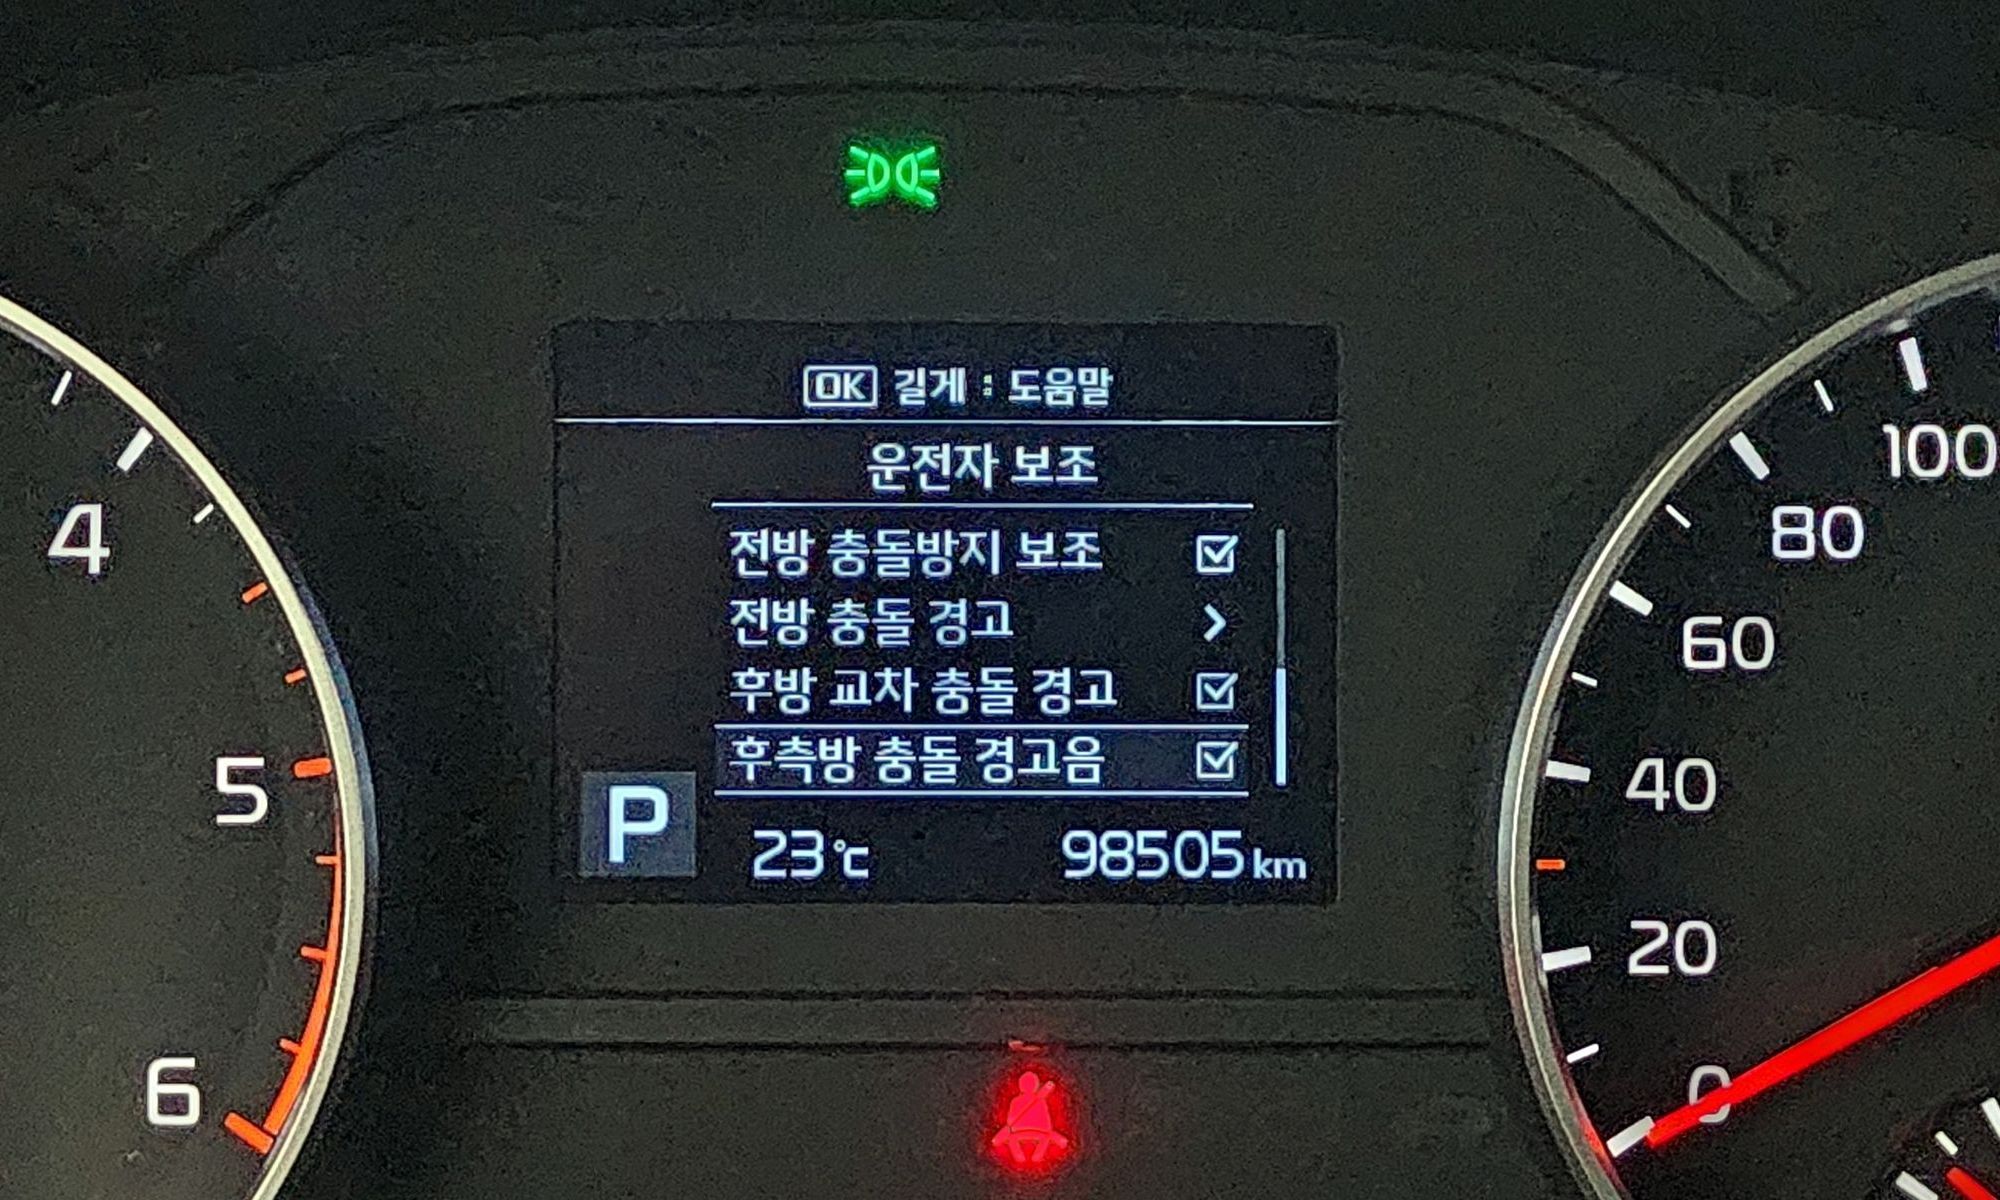 OK 길게 : 도움말
운전자 보조
전방 충돌방지 보조
전방 충돌 경고
후방 교차 충돌 경고
후측방 충돌 경고음
P
23℃ 98505 km
4
5
6
100
80
60
40
20
0